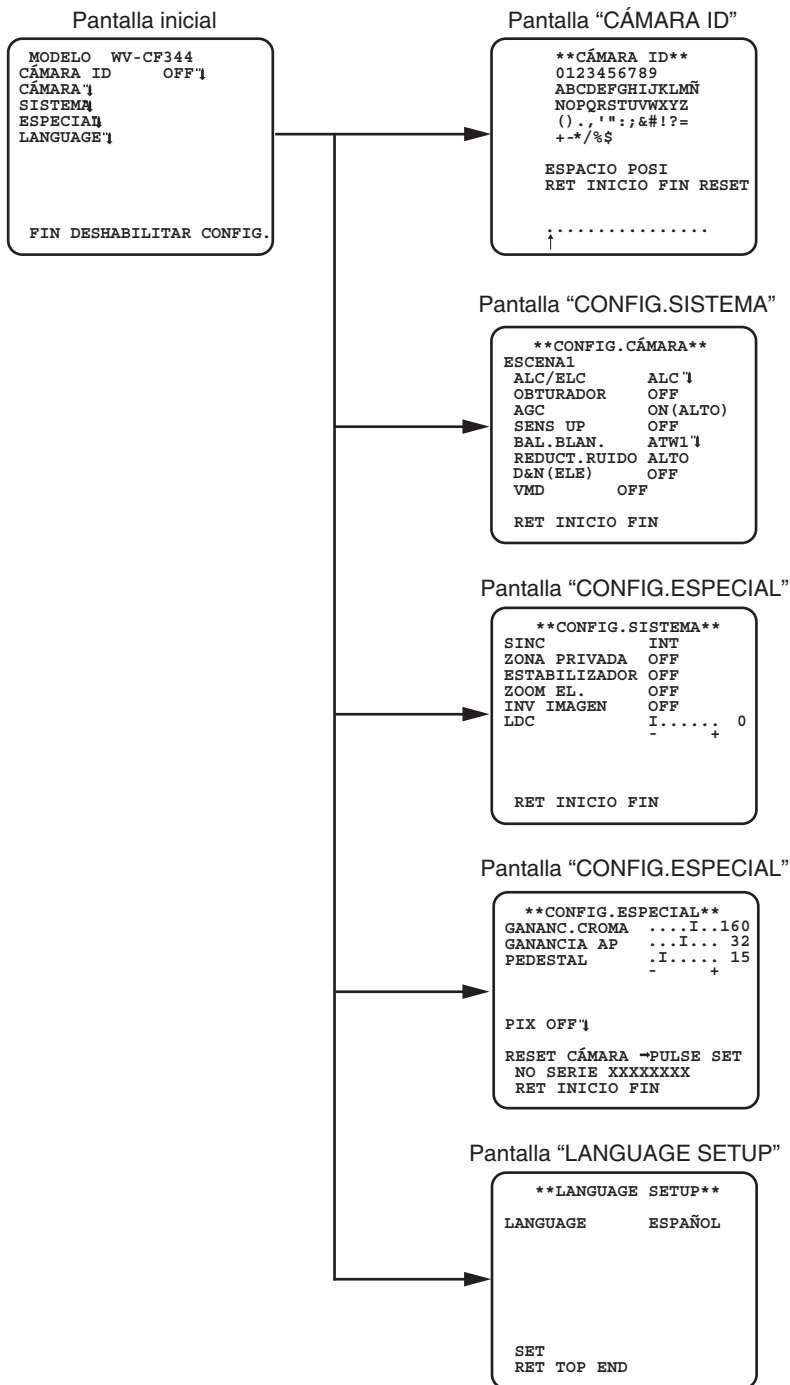 Pantalla inicial
MODELO WV-CF344
CÁMARA ID OFF
CÁMARA
SISTEMA
ESPECIAL
LANGUAGE
FIN DESHABILITAR CONFIG.
Pantalla “CÁMARA ID”
**CÁMARA ID**
0123456789
ABCDEFGHIJKLMÑ
NOPQRSTUVWXYZ
().,'":;&#!?=
+-*/%$
ESPACIO POSI
RET INICIO FIN RESET
................
↑
Pantalla “CONFIG.SISTEMA”
**CONFIG.CÁMARA**
ESCENA1
ALC/ELC ALC
OBTURADOR OFF
AGC ON(ALTO)
SENS UP OFF
BAL.BLAN. ATW1
REDUCT.RUIDO ALTO
D&N(ELE) OFF
VMD OFF
RET INICIO FIN
Pantalla “CONFIG.ESPECIAL”
**CONFIG.SISTEMA**
SINC INT
ZONA PRIVADA OFF
ESTABILIZADOR OFF
ZOOM EL. OFF
INV IMAGEN OFF
LDC I...... 0
- +
RET INICIO FIN
Pantalla “CONFIG.ESPECIAL”
**CONFIG.ESPECIAL**
GANANC.CROMA ....I..160
GANANCIA AP ...I... 32
PEDESTAL .I..... 15
- +
PIX OFF
RESET CÁMARA →PULSE SET
NO SERIE XXXXXXXX
RET INICIO FIN
Pantalla “LANGUAGE SETUP”
**LANGUAGE SETUP**
LANGUAGE ESPAÑOL
SET
RET TOP END